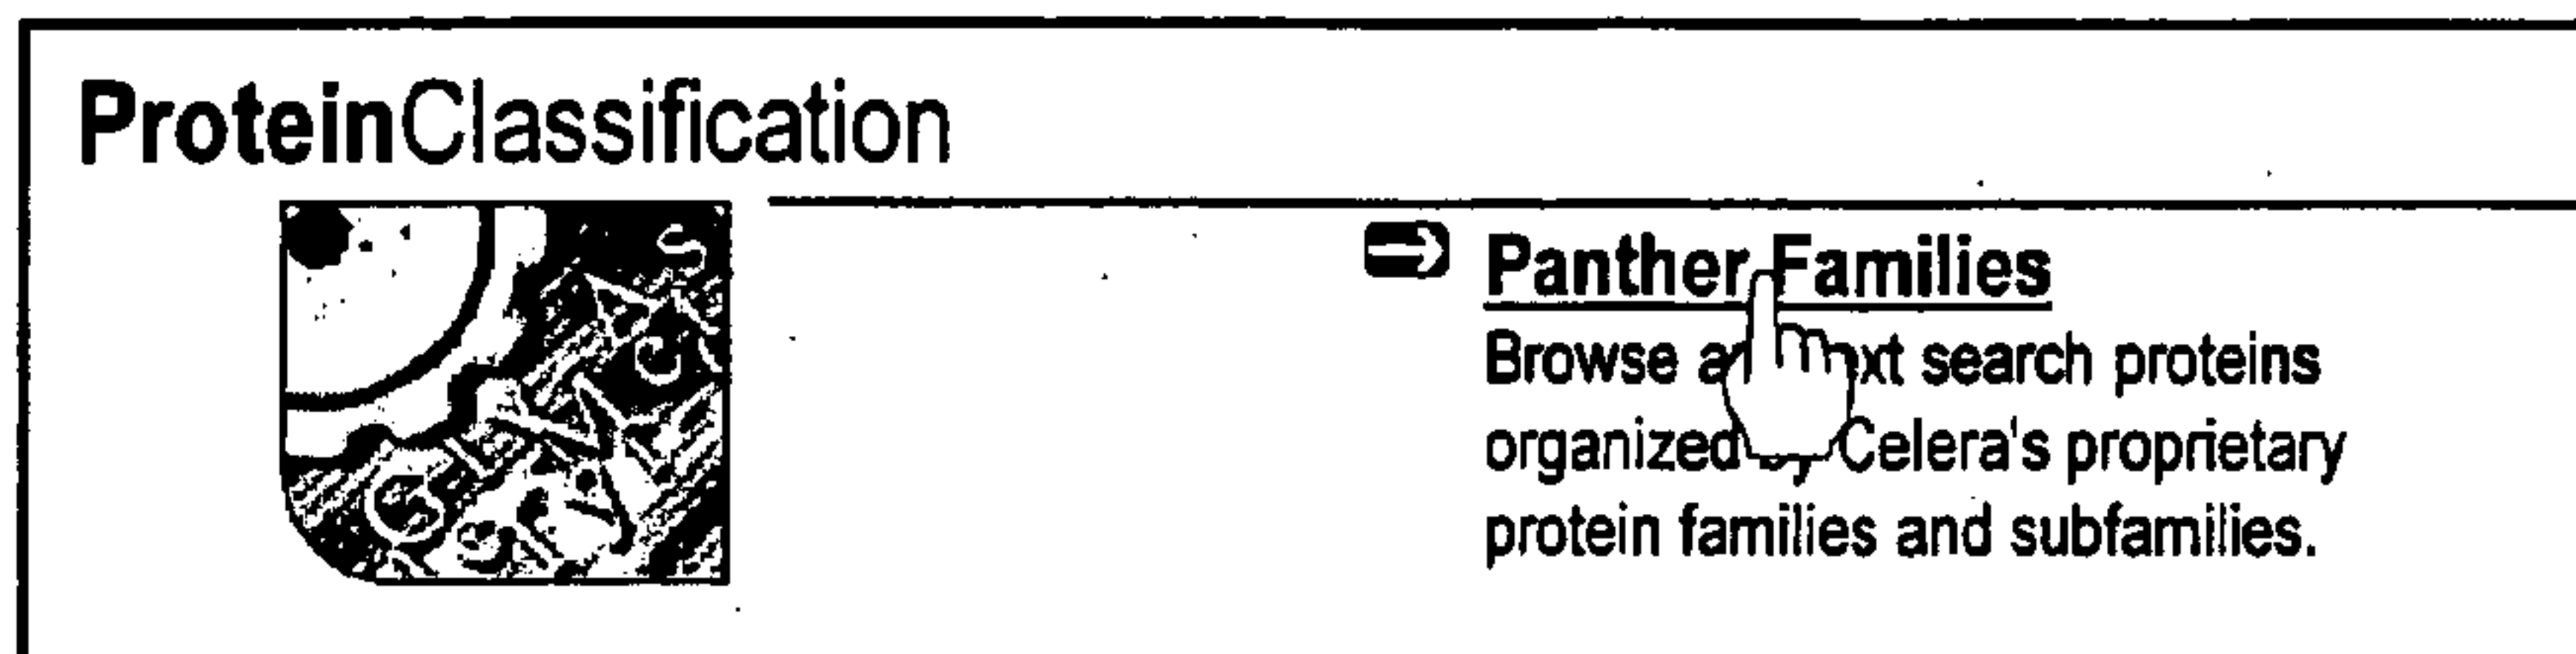 ProteinClassification
Panther Families
Browse search proteins
organized Celera's proprietary
protein families and subfamilies.